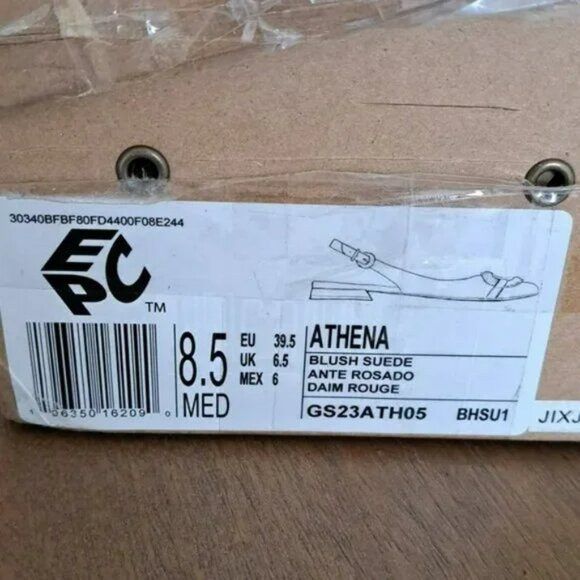 30340BFBF80FD4400F08E244
EPC
TM
8.5
MED
EU 39.5
UK 6.5
MEX 6
ATHENA
BLUSH SUEDE
ANTE ROSADO
DAIM ROUGE
GS23ATH05 BHSU1
JIXJ
06350 16209 0